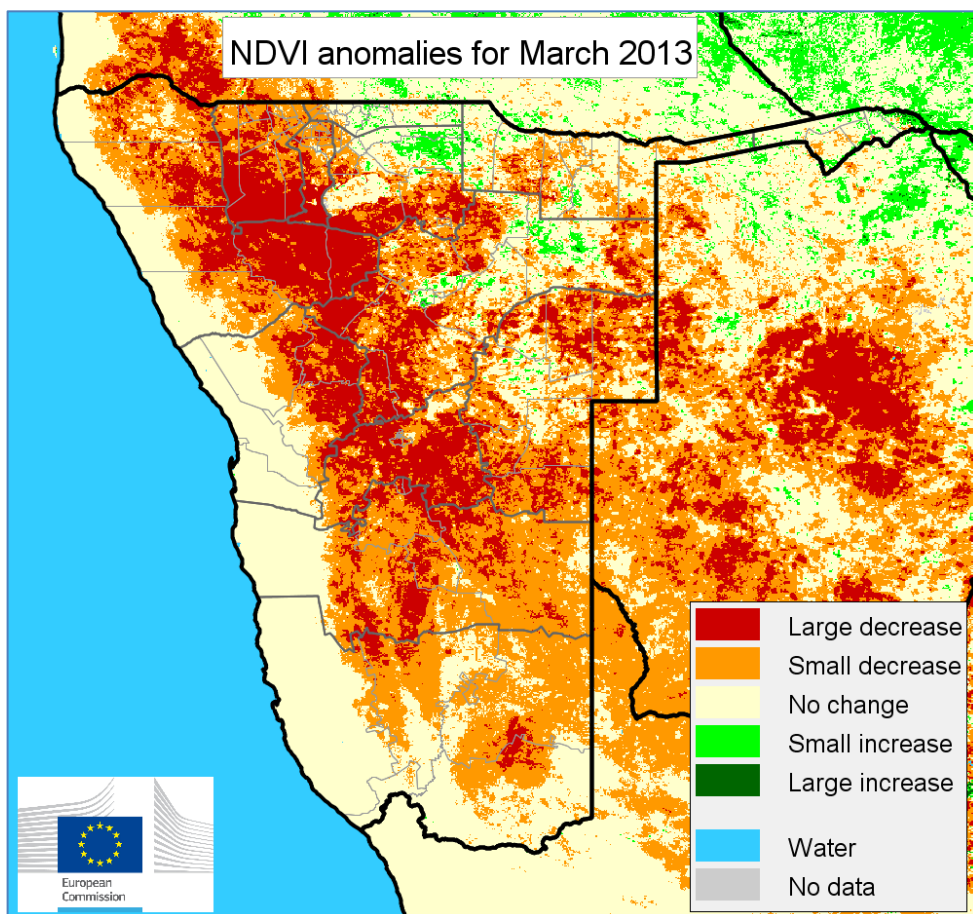 NDVI anomalies for March 2013
Large decrease
Small decrease
No change
Small increase
Large increase
Water
No data
European
Commission